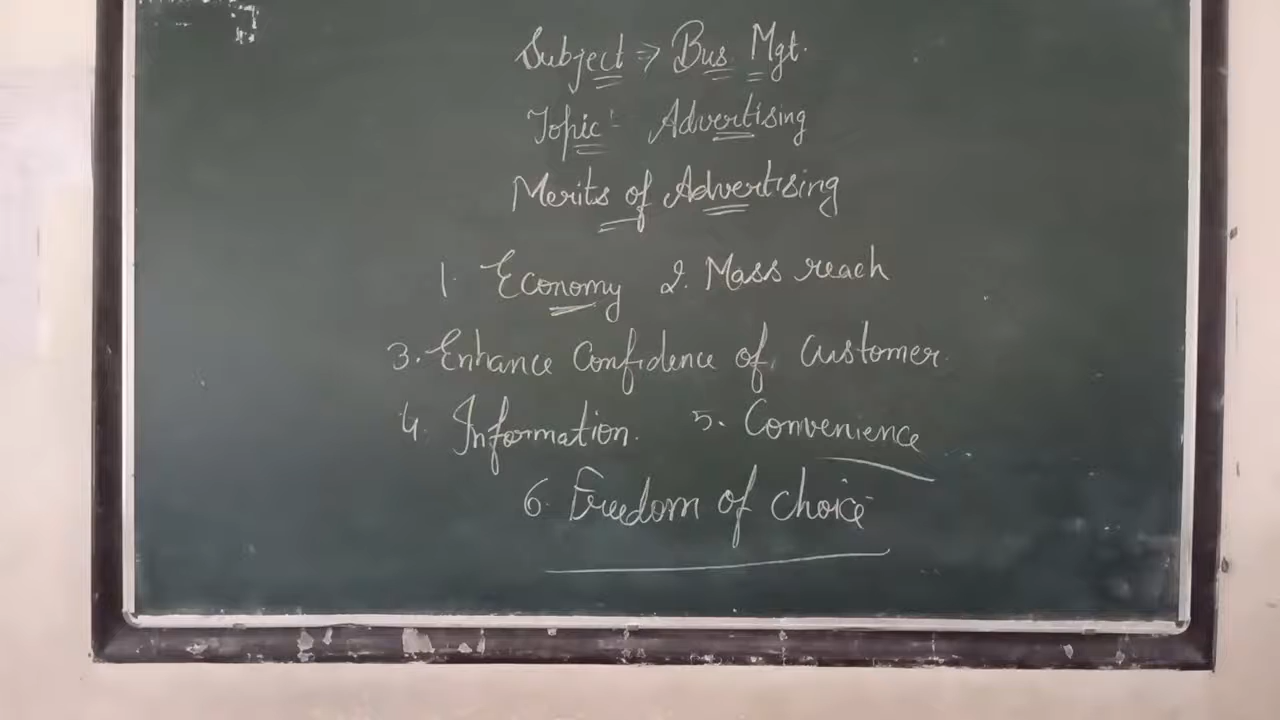 Subject → Bus Mgt.
Topic: Advertising
Merits of Advertising
1. Economy 2. Mass reach
3. Enhance Confidence of Customer.
4. Information. 5. Convenience
6. Freedom of choice